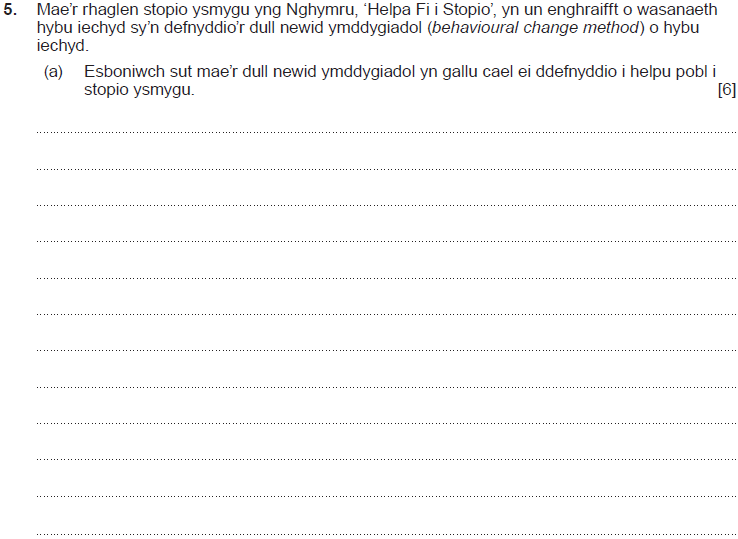 5. Mae'r rhaglen stopio ysmygu yng Nghymru, 'Helpa Fi i Stopio', yn un enghraifft o wasanaeth
hybu iechyd sy'n defnyddio'r dull newid ymddygiadol (behavioural change method) o hybu
iechyd.
(a) Esboniwch sut mae'r dull newid ymddygiadol yn gallu cael ei ddefnyddio i helpu pobl i
stopio ysmygu. [6]